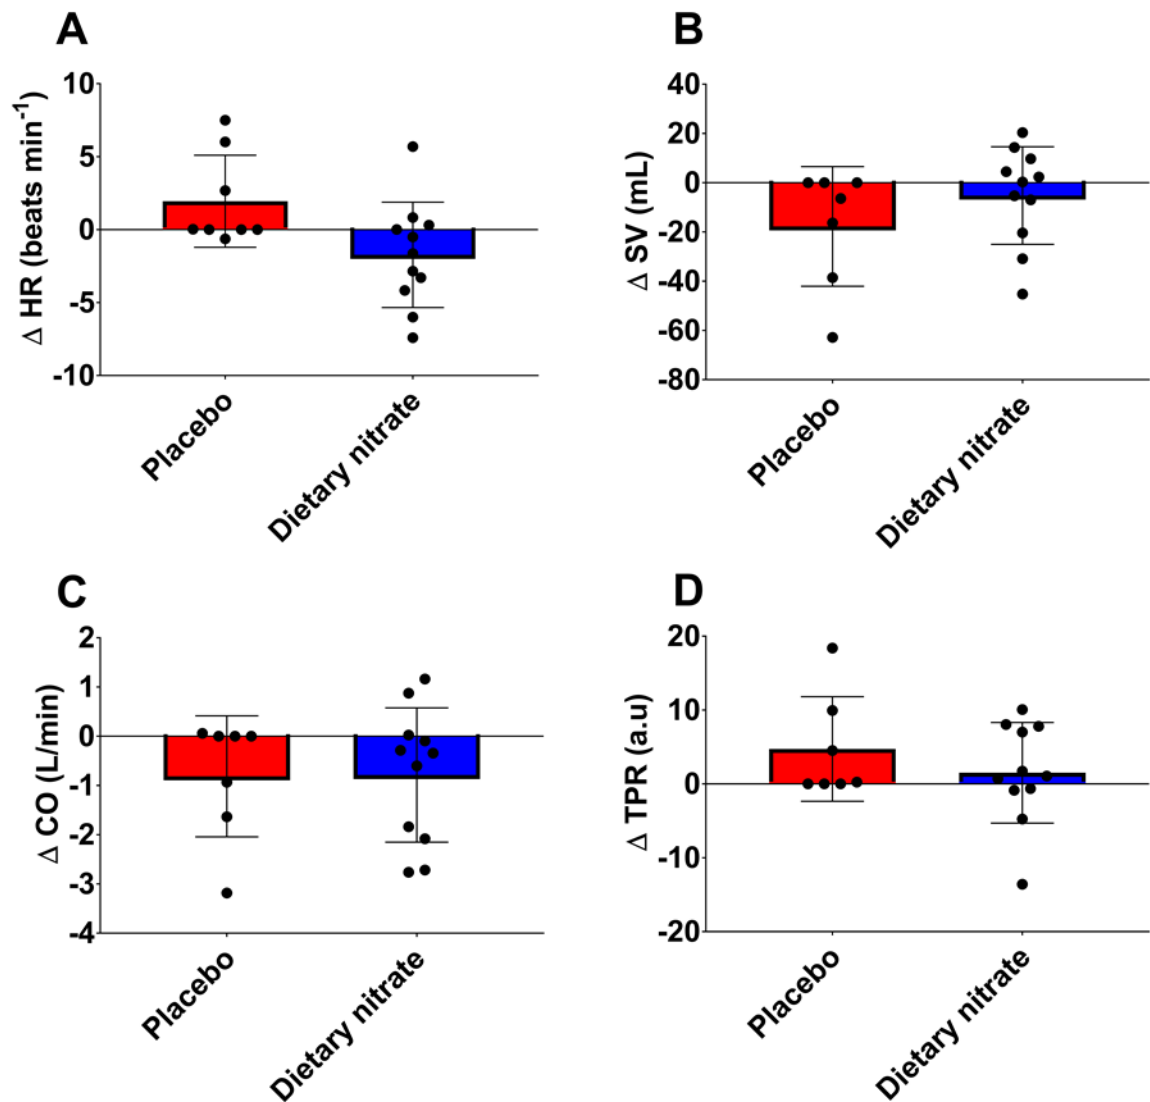 A
Δ HR (beats min⁻¹)
10
5
0
-5
-10
Placebo
Dietary nitrate
B
Δ SV (mL)
40
20
0
-20
-40
-60
-80
Placebo
Dietary nitrate
C
Δ CO (L/min)
2
1
0
-1
-2
-3
-4
Placebo
Dietary nitrate
D
Δ TPR (a.u)
20
10
0
-10
-20
Placebo
Dietary nitrate